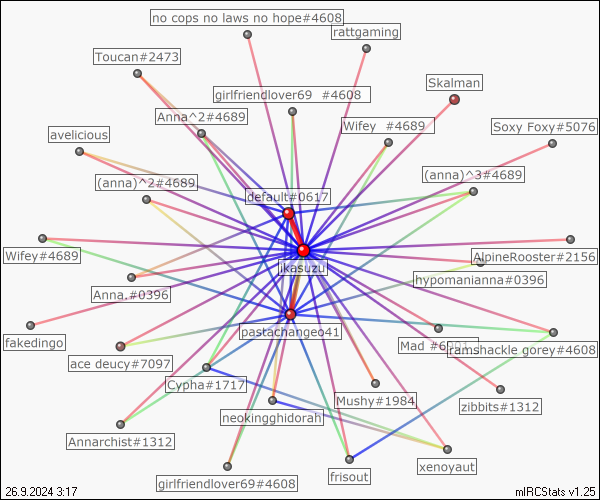 no cops no laws no hope#4608
rattgaming
Toucan#2473
Skalman
girlfriendlover69 #4608
Anna^2#4689
Wifey #4689
Soxy Foxy#5076
avelicious
(anna)^2#4689
(anna)^3#4689
default#0617
Wifey#4689
AlpineRooster#2156
ikasuzu
hypomanianna#0396
Anna.#0396
pastachange041
fakedingo
Mad
ramshackle gorey#4608
ace deucy#7097
Cypha#1717
Mushy#1984
zibbits#1312
neokingghidorah
Annarchist#1312
xenoyaut
frisout
girlfriendlover69#4608
26.9.2024 3:17
mIRCStats v1.25